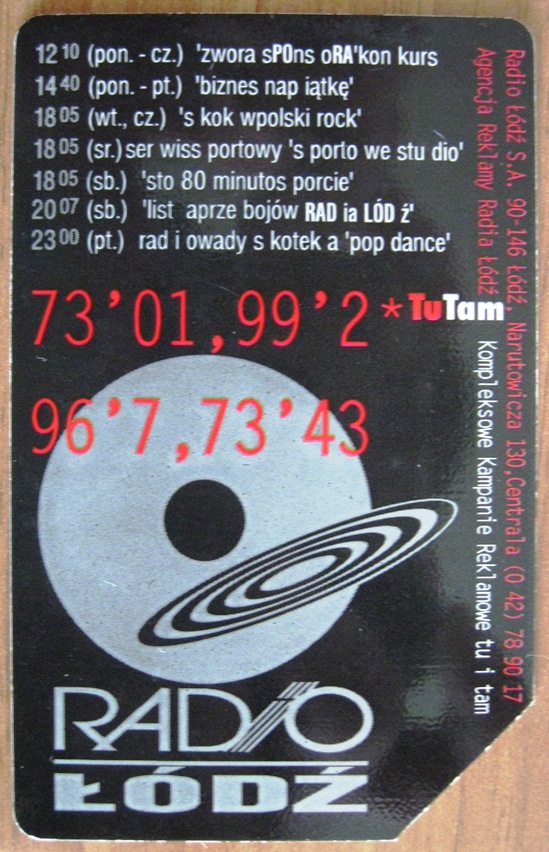 12 10 (pon. - cz.) 'zwora sPOns oRA'kon kurs
14 40 (pon. - pt.) 'biznes nap iątkę'
18 05 (wt., cz.) 's kok wpolski rock'
18 05 (sr.) ser wiss portowy 's porto we stu dio'
18 05 (sb.) 'sto 80 minutos porcie'
20 07 (sb.) 'list aprze bojów RAD ia LÓD ź'
23 00 (pt.) rad i owady s kotek a 'pop dance'
73'01,99'2*TuTam
96'7,73'43
RADIO
ŁÓDŹ
Radio Łódź S.A. 90-146 Łódź, Narutowicza 130,Centrala (0 42) 78 90 17
Agencja Reklamy Radia Łódź Kompleksowe Kampanie Reklamowe tu i tam